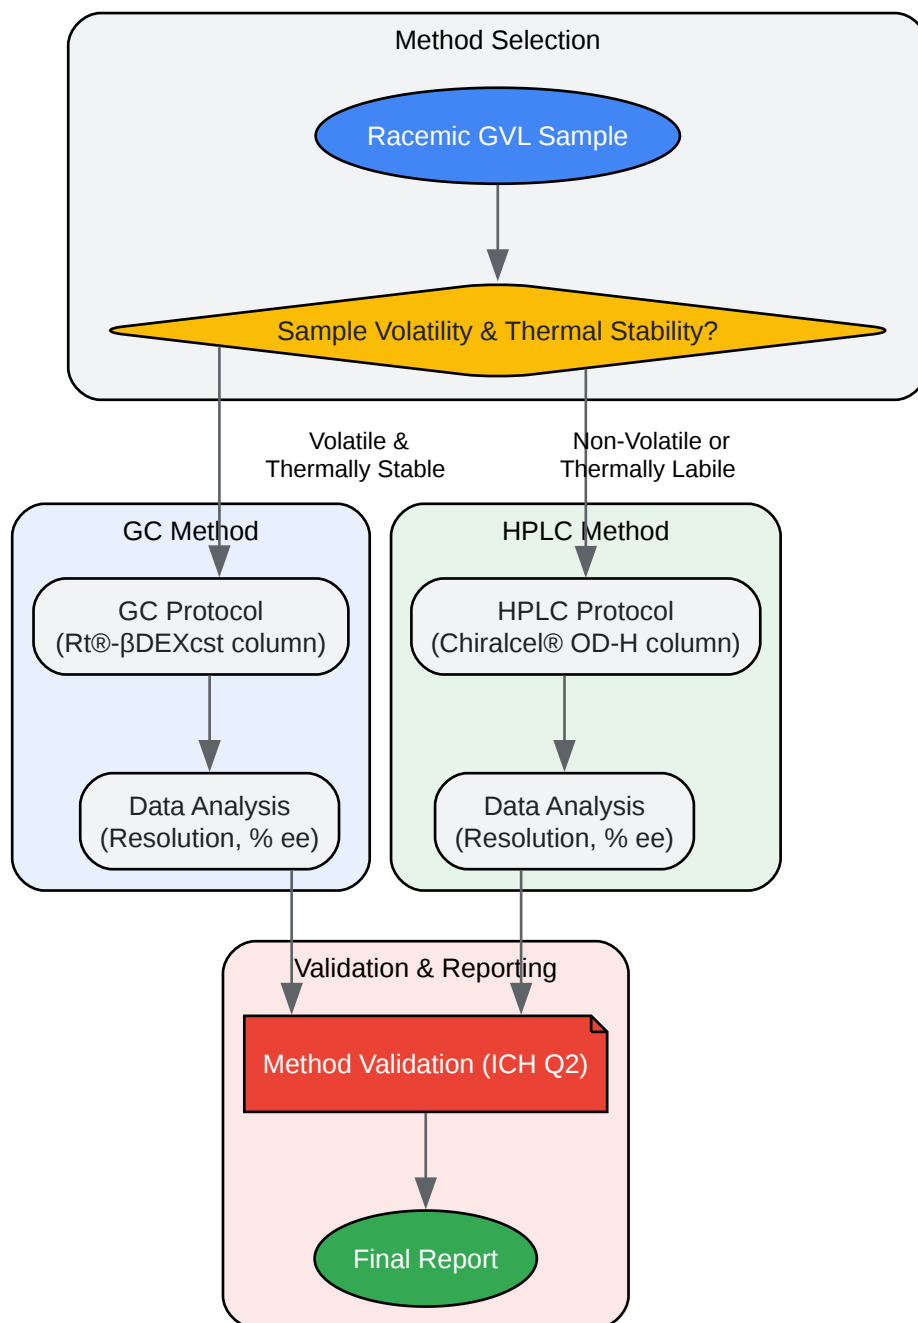 Method Selection
Racemic GVL Sample
Sample Volatility & Thermal Stability?
Volatile &
Thermally Stable
Non-Volatile or
Thermally Labile
GC Method
GC Protocol
(Rt®-βDEXcst column)
Data Analysis
(Resolution, % ee)
HPLC Method
HPLC Protocol
(Chiralcel® OD-H column)
Data Analysis
(Resolution, % ee)
Validation & Reporting
Method Validation (ICH Q2)
Final Report